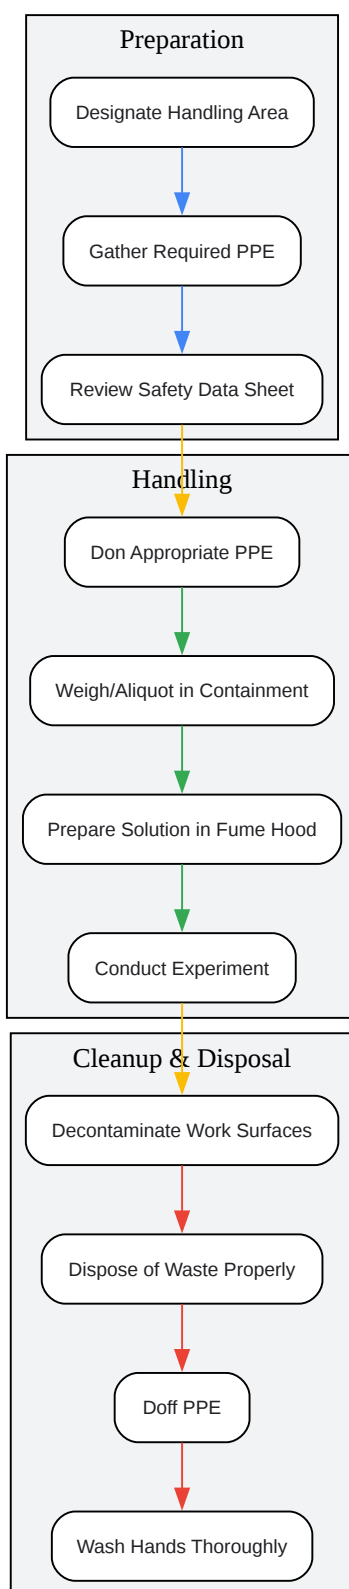 Preparation
Designate Handling Area
Gather Required PPE
Review Safety Data Sheet
Handling
Don Appropriate PPE
Weigh/Aliquot in Containment
Prepare Solution in Fume Hood
Conduct Experiment
Cleanup & Disposal
Decontaminate Work Surfaces
Dispose of Waste Properly
Doff PPE
Wash Hands Thoroughly